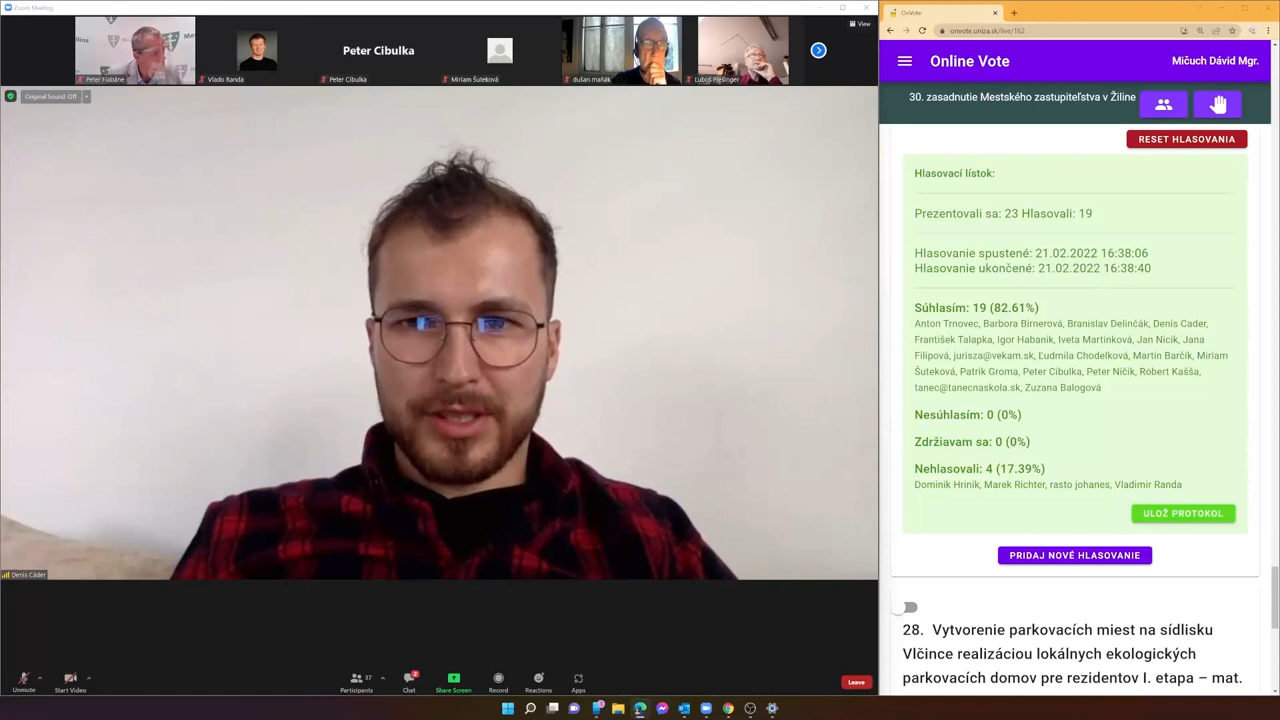 Zoom Meeting
View
Peter Fiabáne
Vlado Randa
Peter Cibulka
Peter Cibulka
Miriam Šuteková
dušan maňák
Ľuboš Plešinger
Original Sound: Off
Denis Cáder
Unmute
Start Video
37
Participants
2
Chat
Share Screen
Record
Reactions
Apps
Leave
OnVote
onvote.uniza.sk/live/162
Online Vote
Mičuch Dávid Mgr.
30. zasadnutie Mestského zastupiteľstva v Žiline
RESET HLASOVANIA
Hlasovací lístok:
Prezentovali sa: 23 Hlasovali: 19
Hlasovanie spustené: 21.02.2022 16:38:06
Hlasovanie ukončené: 21.02.2022 16:38:40
Súhlasím: 19 (82.61%)
Anton Trnovec, Barbora Birnerová, Branislav Delinčák, Denis Cader,
František Talapka, Igor Habanik, Iveta Martinková, Jan Nicík, Jana
Filipová, jurisza@vekam.sk, Ľudmila Chodelková, Martin Barčík, Miriam
Šuteková, Patrik Groma, Peter Cibulka, Peter Ničík, Róbert Kašša,
tanec@tanecnaskola.sk, Zuzana Balogová
Nesúhlasím: 0 (0%)
Zdržiavam sa: 0 (0%)
Nehlasovali: 4 (17.39%)
Dominik Hriník, Marek Richter, rasto johanes, Vladimir Randa
ULOŽ PROTOKOL
PRIDAJ NOVÉ HLASOVANIE
28. Vytvorenie parkovacích miest na sídlisku
Vlčince realizáciou lokálnych ekologických
parkovacích domov pre rezidentov I. etapa – mat.